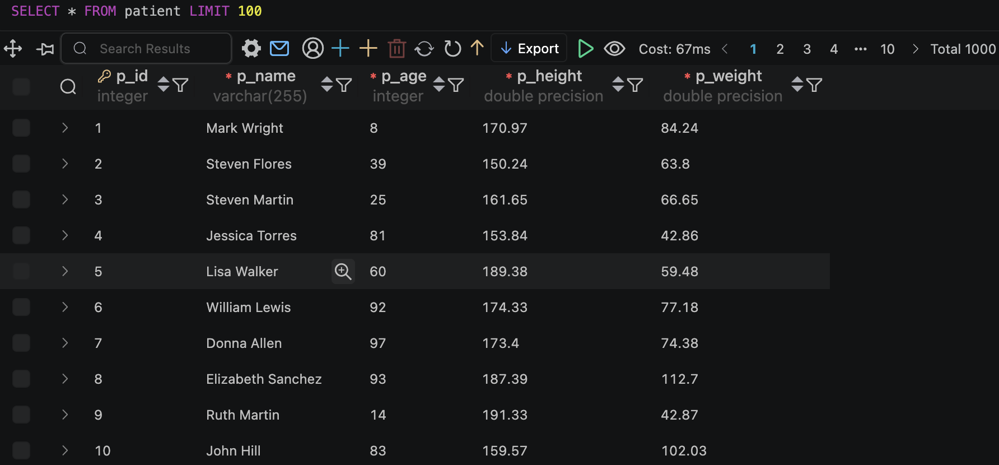 SELECT * FROM patient LIMIT 100
Search Results Export Cost: 67ms 1 2 3 4 ••• 10 Total 1000
p_id * p_name * p_age * p_height * p_weight
integer varchar(255) integer double precision double precision
1 Mark Wright 8 170.97 84.24
2 Steven Flores 39 150.24 63.8
3 Steven Martin 25 161.65 66.65
4 Jessica Torres 81 153.84 42.86
5 Lisa Walker 60 189.38 59.48
6 William Lewis 92 174.33 77.18
7 Donna Allen 97 173.4 74.38
8 Elizabeth Sanchez 93 187.39 112.7
9 Ruth Martin 14 191.33 42.87
10 John Hill 83 159.57 102.03